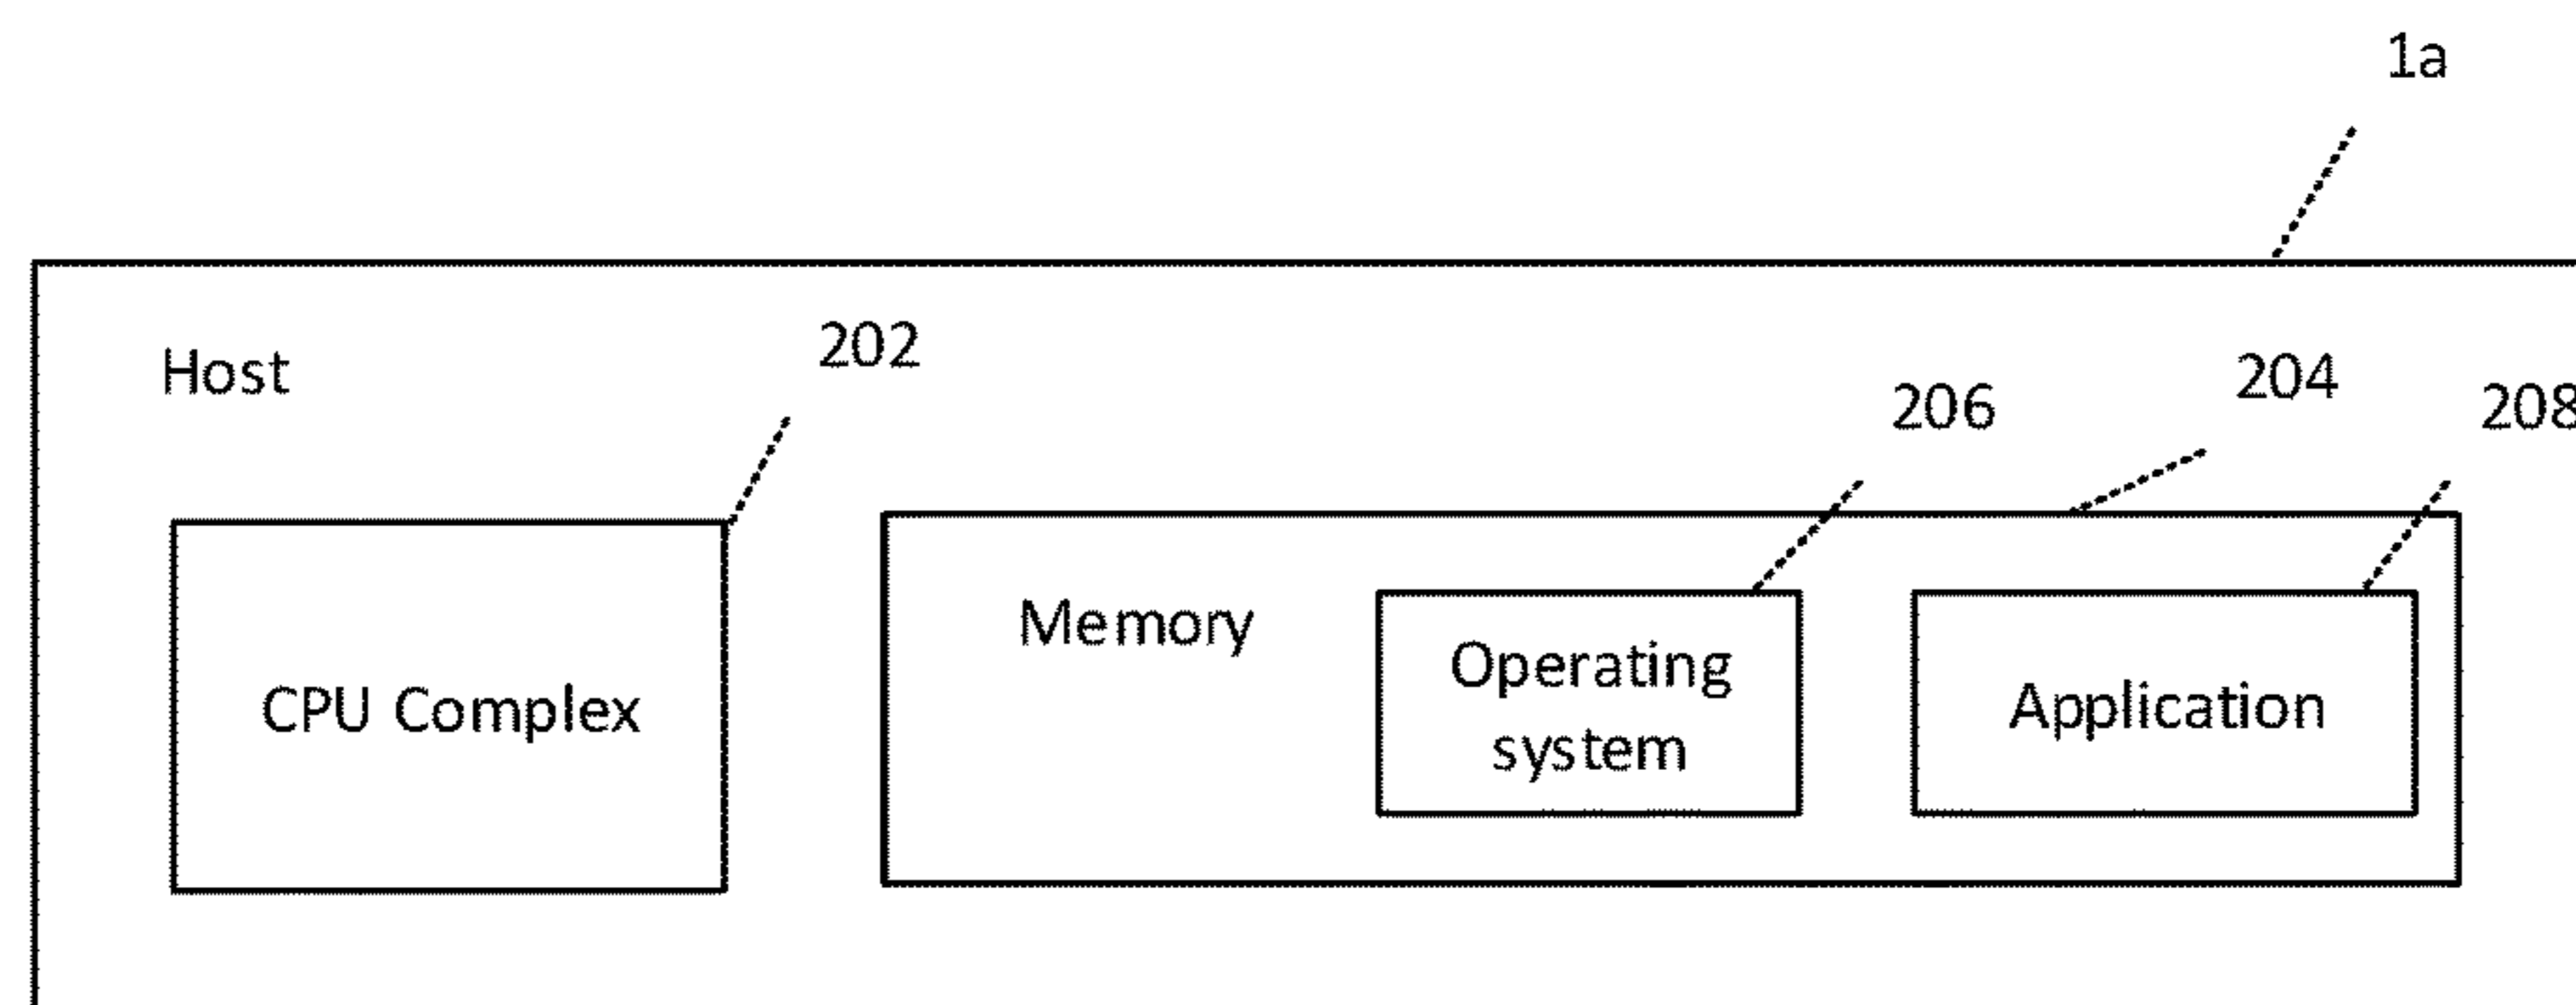 1a
Host
202
206
204
208
CPU Complex
Memory
Operating
system
Application